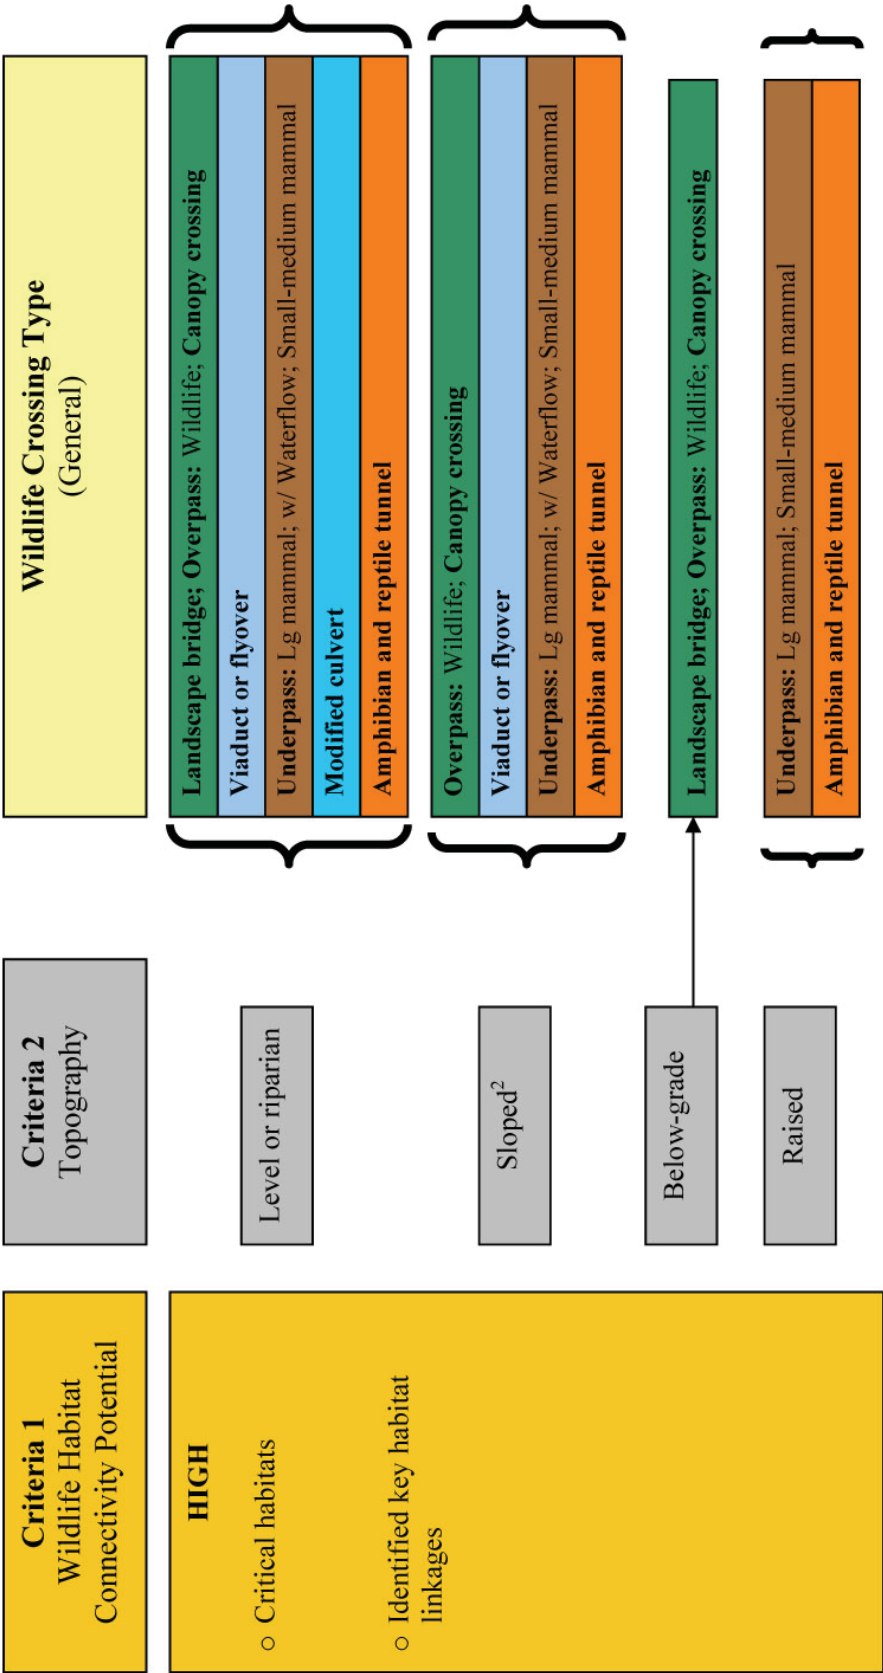 Criteria 1
Wildlife Habitat
Connectivity Potential
Criteria 2
Topography
Wildlife Crossing Type
(General)
HIGH
○ Critical habitats
○ Identified key habitat
linkages
Level or riparian
Landscape bridge; Overpass: Wildlife; Canopy crossing
Viaduct or flyover
Underpass: Lg mammal; w/ Waterflow; Small-medium mammal
Modified culvert
Amphibian and reptile tunnel
Sloped²
Overpass: Wildlife; Canopy crossing
Viaduct or flyover
Underpass: Lg mammal; w/ Waterflow; Small-medium mammal
Amphibian and reptile tunnel
Below-grade
Landscape bridge; Overpass: Wildlife; Canopy crossing
Raised
Underpass: Lg mammal; Small-medium mammal
Amphibian and reptile tunnel